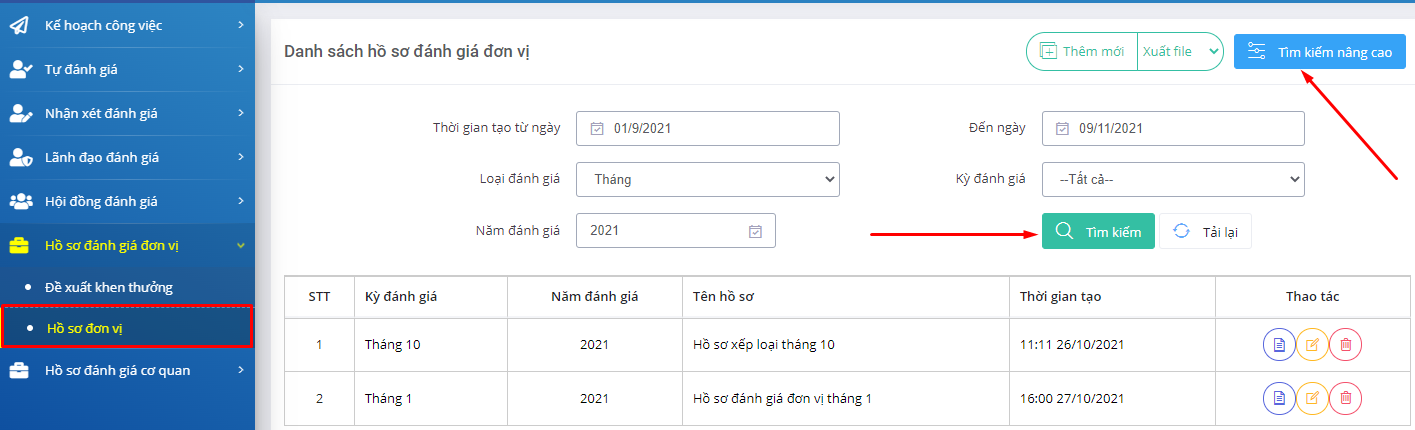 Kế hoạch công việc
Tự đánh giá
Nhận xét đánh giá
Lãnh đạo đánh giá
Hội đồng đánh giá
Hồ sơ đánh giá đơn vị
Đề xuất khen thưởng
Hồ sơ đơn vị
Hồ sơ đánh giá cơ quan
Danh sách hồ sơ đánh giá đơn vị
Thêm mới Xuất file Tìm kiếm nâng cao
Thời gian tạo từ ngày 01/9/2021 Đến ngày 09/11/2021
Loại đánh giá Tháng Kỳ đánh giá --Tất cả--
Năm đánh giá 2021 Tìm kiếm Tải lại
STT Kỳ đánh giá Năm đánh giá Tên hồ sơ Thời gian tạo Thao tác
1 Tháng 10 2021 Hồ sơ xếp loại tháng 10 11:11 26/10/2021
2 Tháng 1 2021 Hồ sơ đánh giá đơn vị tháng 1 16:00 27/10/2021